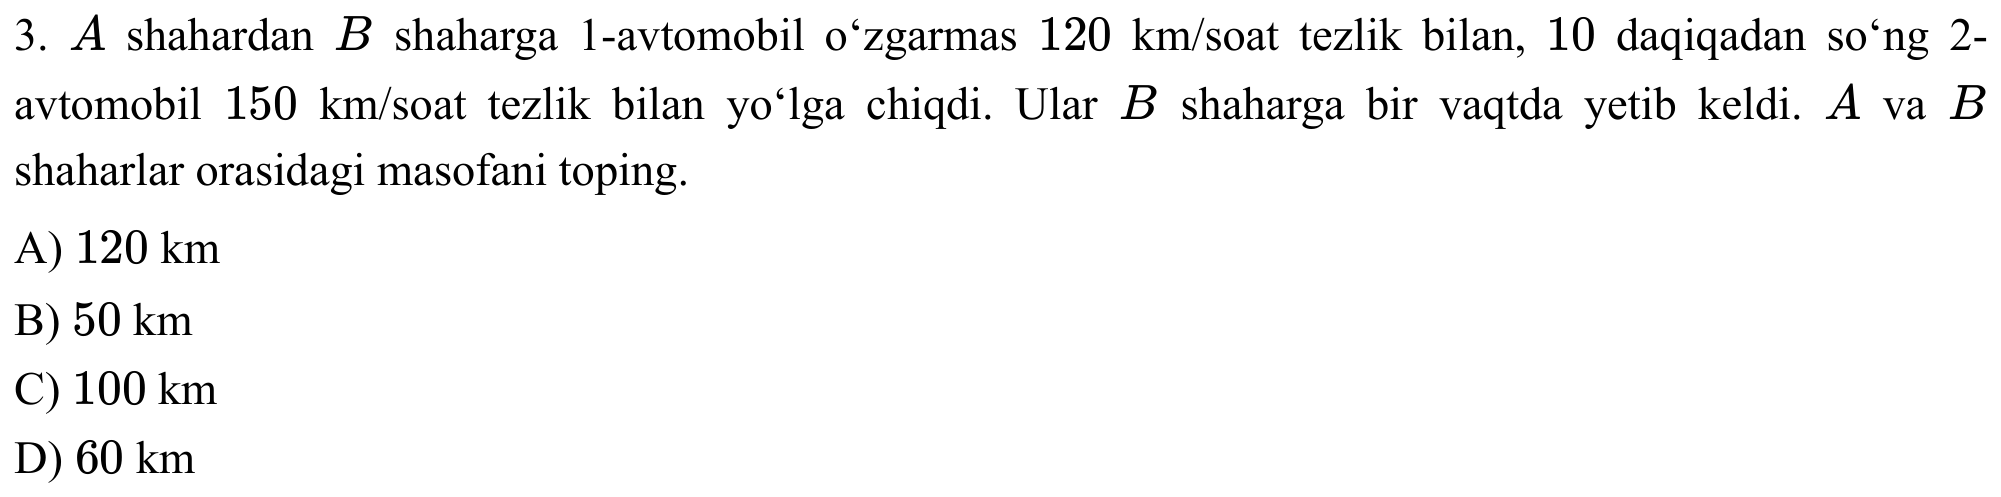 3. A shahardan B shaharga 1-avtomobil o‘zgarmas 120 km/soat tezlik bilan, 10 daqiqadan so‘ng 2-
avtomobil 150 km/soat tezlik bilan yo‘lga chiqdi. Ular B shaharga bir vaqtda yetib keldi. A va B
shaharlar orasidagi masofani toping.
A) 120 km
B) 50 km
C) 100 km
D) 60 km